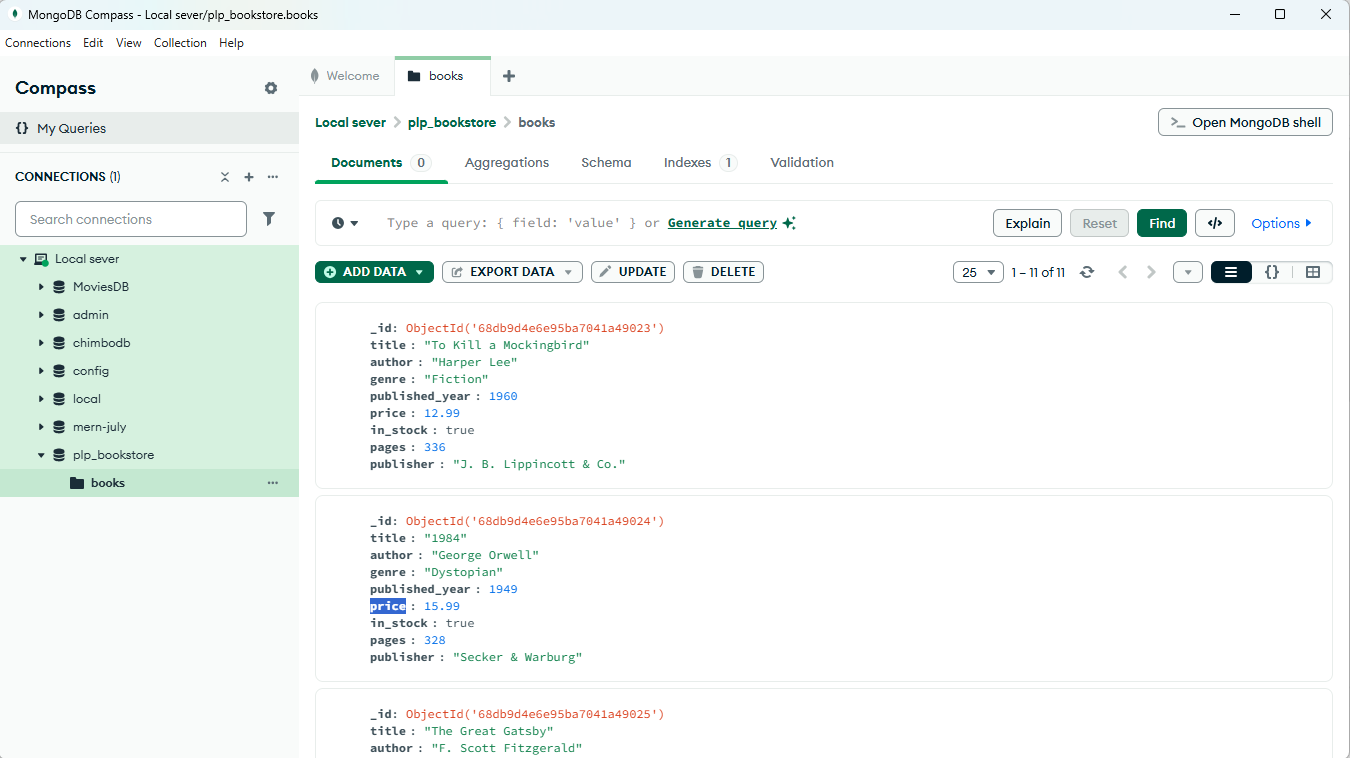 MongoDB Compass - Local sever/plp_bookstore.books
Connections Edit View Collection Help
Compass
My Queries
CONNECTIONS (1)
Search connections
Local sever
MoviesDB
admin
chimbodb
config
local
mern-july
plp_bookstore
books
Welcome
books
Local sever > plp_bookstore > books
Open MongoDB shell
Documents 0 Aggregations Schema Indexes 1 Validation
Type a query: { field: 'value' } or Generate query
Explain Reset Find </> Options
ADD DATA EXPORT DATA UPDATE DELETE
25 1 – 11 of 11 {}
_id: ObjectId('68db9d4e6e95ba7041a49023')
title : "To Kill a Mockingbird"
author : "Harper Lee"
genre : "Fiction"
published_year : 1960
price : 12.99
in_stock : true
pages : 336
publisher : "J. B. Lippincott & Co."
_id: ObjectId('68db9d4e6e95ba7041a49024')
title : "1984"
author : "George Orwell"
genre : "Dystopian"
published_year : 1949
price : 15.99
in_stock : true
pages : 328
publisher : "Secker & Warburg"
_id: ObjectId('68db9d4e6e95ba7041a49025')
title : "The Great Gatsby"
author : "F. Scott Fitzgerald"